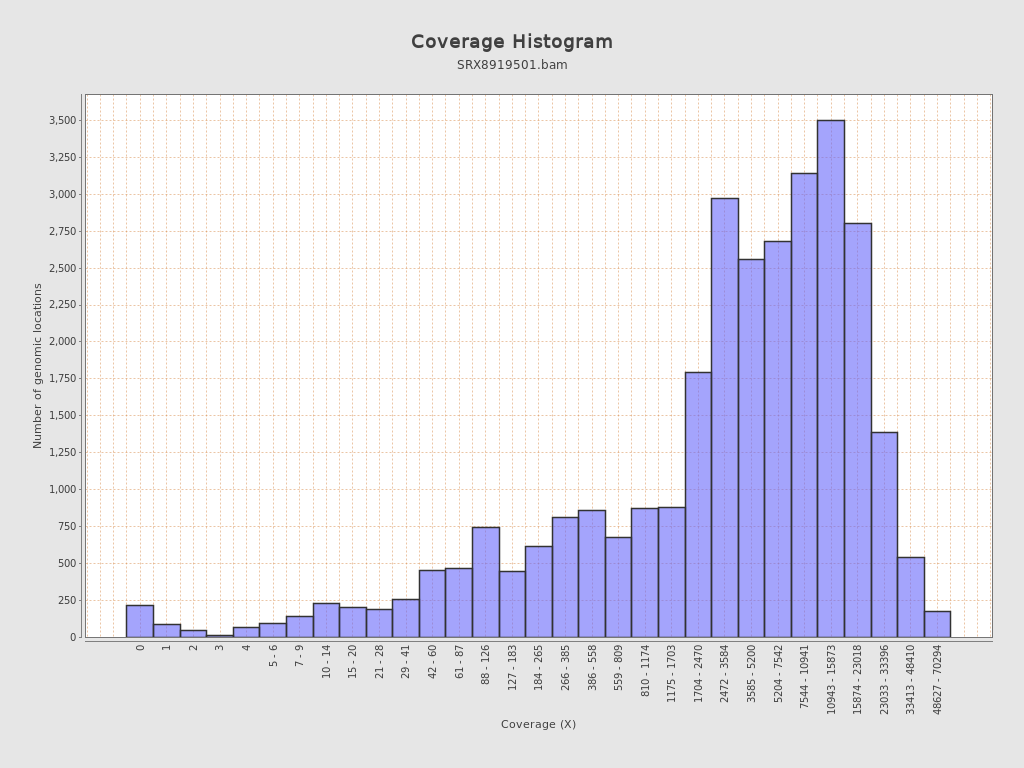 Coverage Histogram
SRX8919501.bam
Number of genomic locations
3,500
3,250
3,000
2,750
2,500
2,250
2,000
1,750
1,500
1,250
1,000
750
500
250
0
0
1
2
3
4
5 - 6
7 - 9
10 - 14
15 - 20
21 - 28
29 - 41
42 - 60
61 - 87
88 - 126
127 - 183
184 - 265
266 - 385
386 - 558
559 - 809
810 - 1174
1175 - 1703
1704 - 2470
2472 - 3584
3585 - 5200
5204 - 7542
7544 - 10941
10943 - 15873
15874 - 23018
23033 - 33396
33413 - 48410
48627 - 70294
Coverage (X)